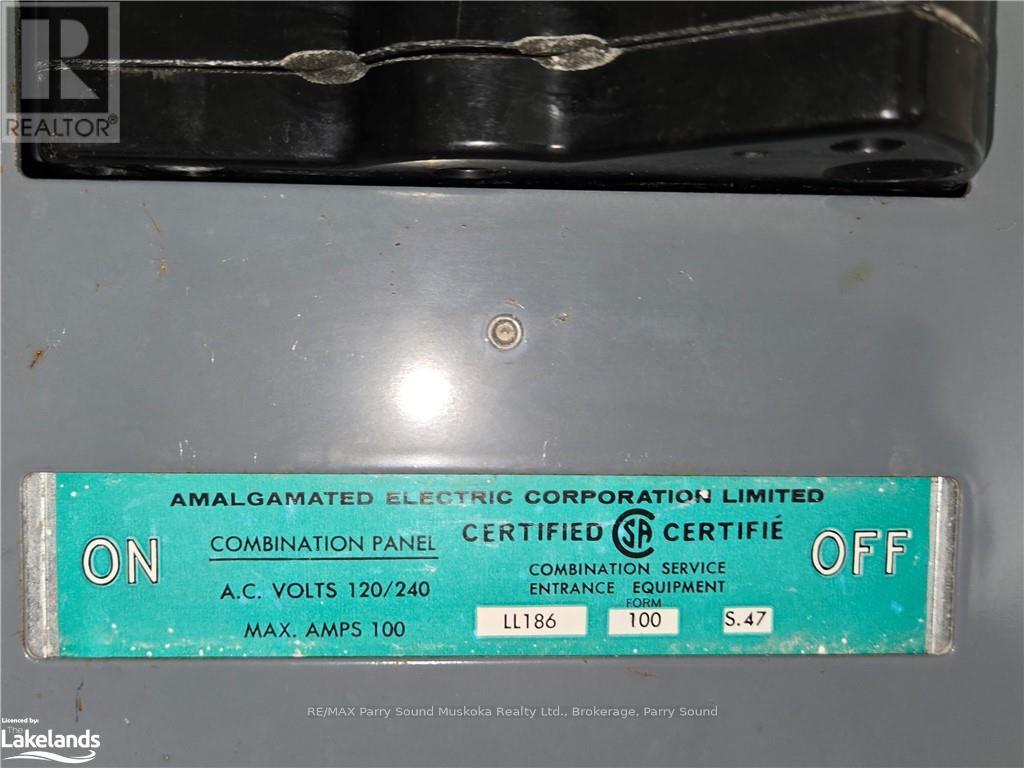 R
REALTOR®
AMALGAMATED ELECTRIC CORPORATION LIMITED
ON
COMBINATION PANEL
A.C. VOLTS 120/240
MAX. AMPS 100
CERTIFIED SA CERTIFIÉ
COMBINATION SERVICE
ENTRANCE EQUIPMENT
FORM
LL186 100 S.47
OFF
RE/MAX Parry Sound Muskoka Realty Ltd., Brokerage, Parry Sound
Licenced by:
The
Lakelands